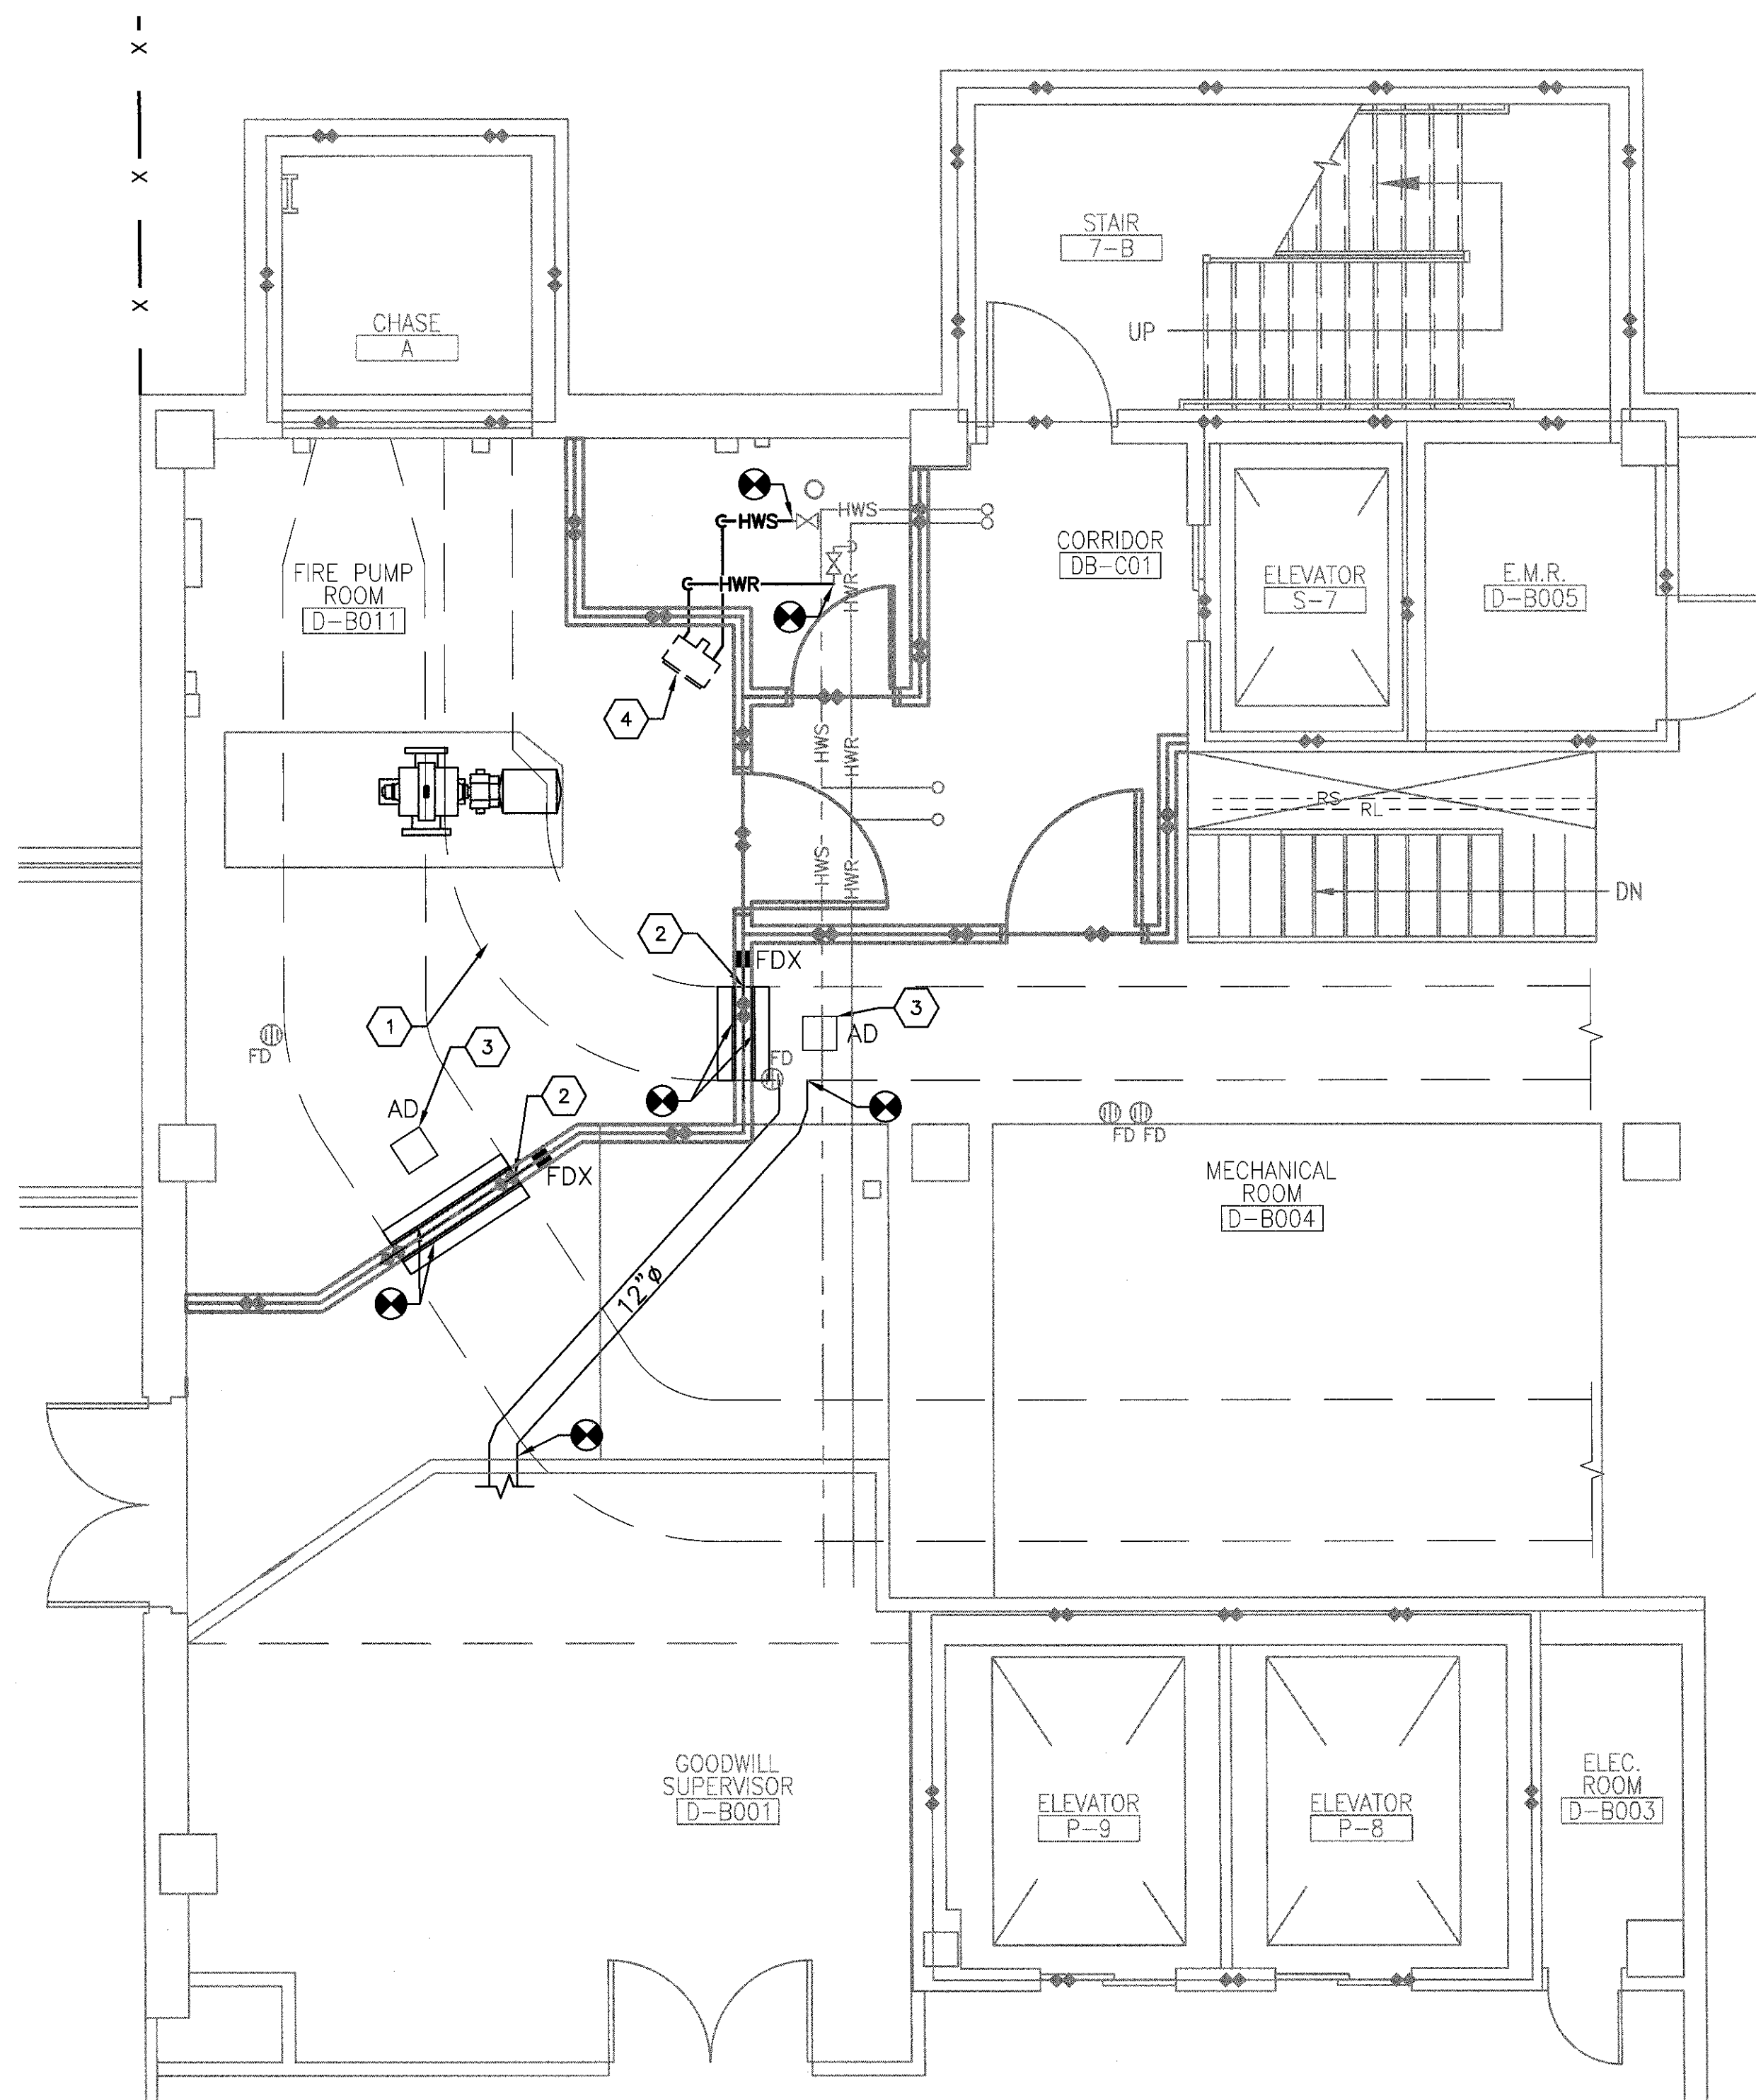 X
X
X
STAIR
7-B
UP
CHASE
A
HWS
HWS
HWR
HWR
CORRIDOR
DB-C01
ELEVATOR
S-7
E.M.R.
D-B005
FIRE PUMP
ROOM
D-B011
4
HWS
HWR
RS
RL
HWS
HWR
DN
2
FDX
1
3
FD
3
AD
FD
2
AD
FDX
FD FD
MECHANICAL
ROOM
D-B004
12"ø
GOODWILL
SUPERVISOR
D-B001
ELEVATOR
P-9
ELEVATOR
P-8
ELEC.
ROOM
D-B003